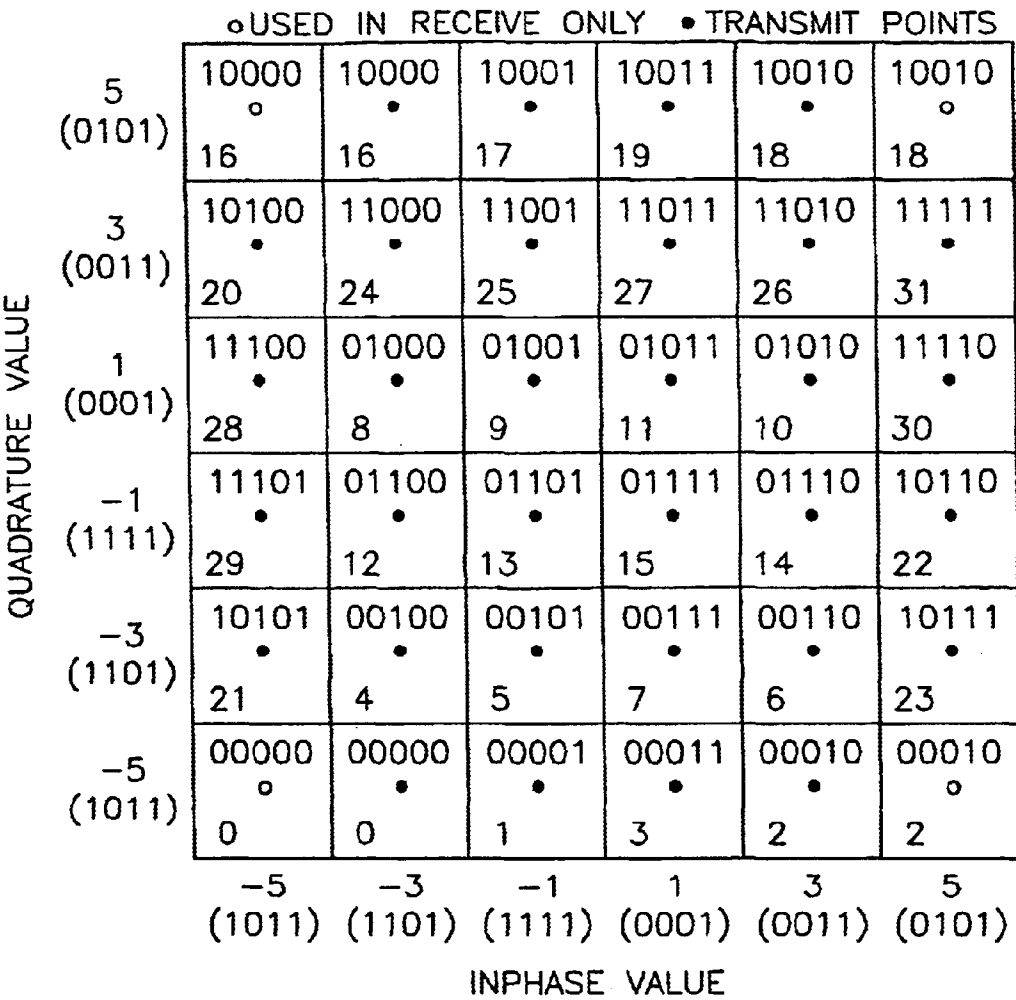 ○ USED IN RECEIVE ONLY ● TRANSMIT POINTS
5 10000 10000 10001 10011 10010 10010
(0101)
16 16 17 19 18 18
3 10100 11000 11001 11011 11010 11111
(0011)
20 24 25 27 26 31
1 11100 01000 01001 01011 01010 11110
(0001)
28 8 9 11 10 30
-1 11101 01100 01101 01111 01110 10110
(1111)
29 12 13 15 14 22
-3 10101 00100 00101 00111 00110 10111
(1101)
21 4 5 7 6 23
-5 00000 00000 00001 00011 00010 00010
(1011)
0 0 1 3 2 2
QUADRATURE VALUE
-5 -3 -1 1 3 5
(1011) (1101) (1111) (0001) (0011) (0101)
INPHASE VALUE